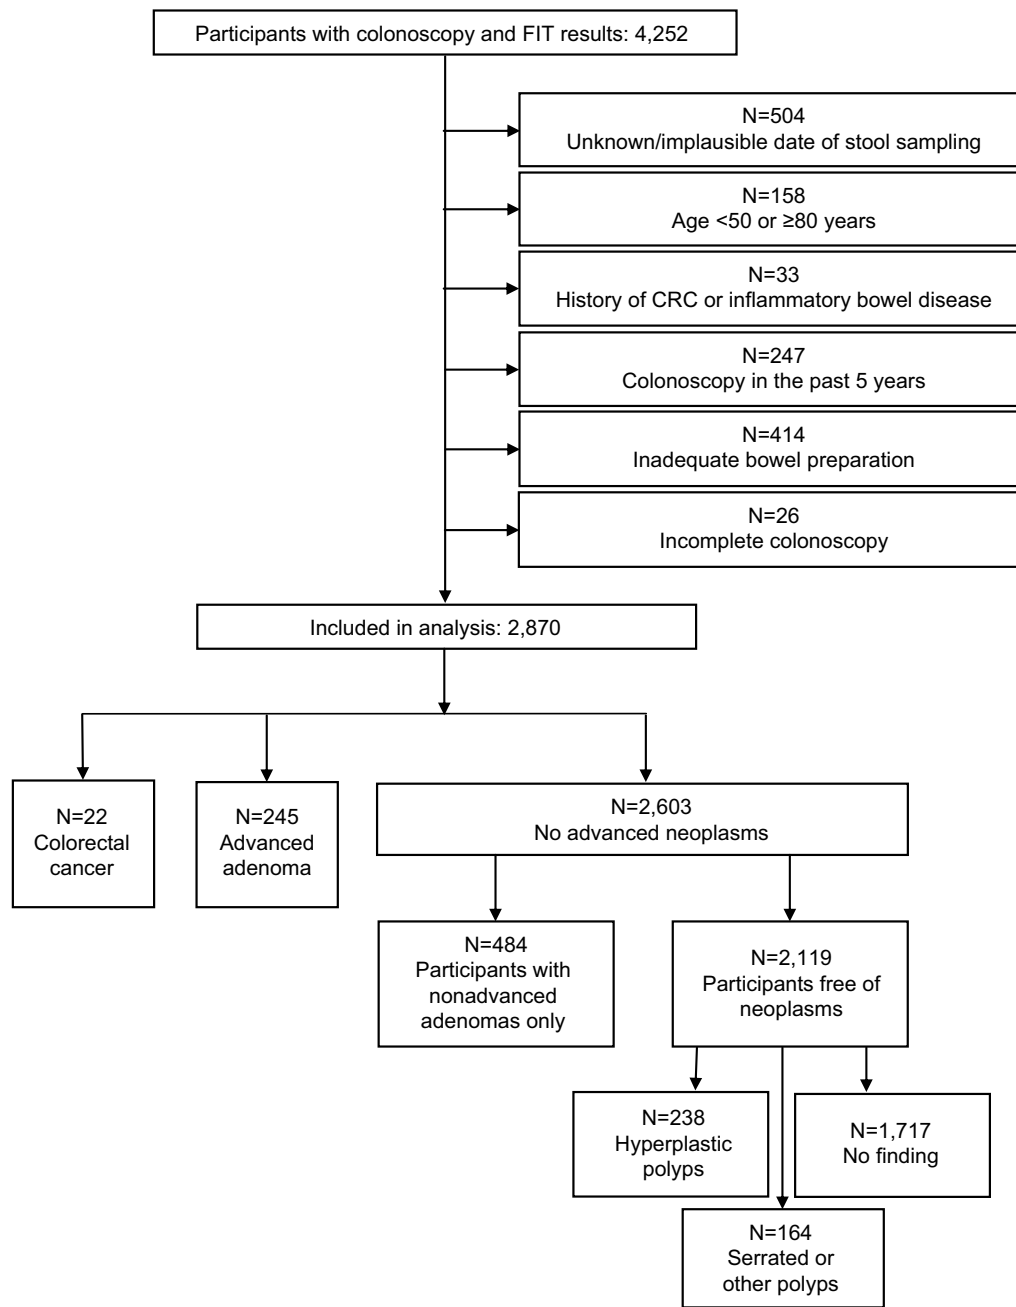 Participants with colonoscopy and FIT results: 4,252
N=504
Unknown/implausible date of stool sampling
N=158
Age <50 or ≥80 years
N=33
History of CRC or inflammatory bowel disease
N=247
Colonoscopy in the past 5 years
N=414
Inadequate bowel preparation
N=26
Incomplete colonoscopy
Included in analysis: 2,870
N=22
Colorectal
cancer
N=245
Advanced
adenoma
N=2,603
No advanced neoplasms
N=484
Participants with
nonadvanced
adenomas only
N=2,119
Participants free of
neoplasms
N=238
Hyperplastic
polyps
N=1,717
No finding
N=164
Serrated or
other polyps